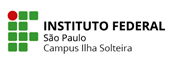 INSTITUTO FEDERAL
São Paulo
Campus Ilha Solteira